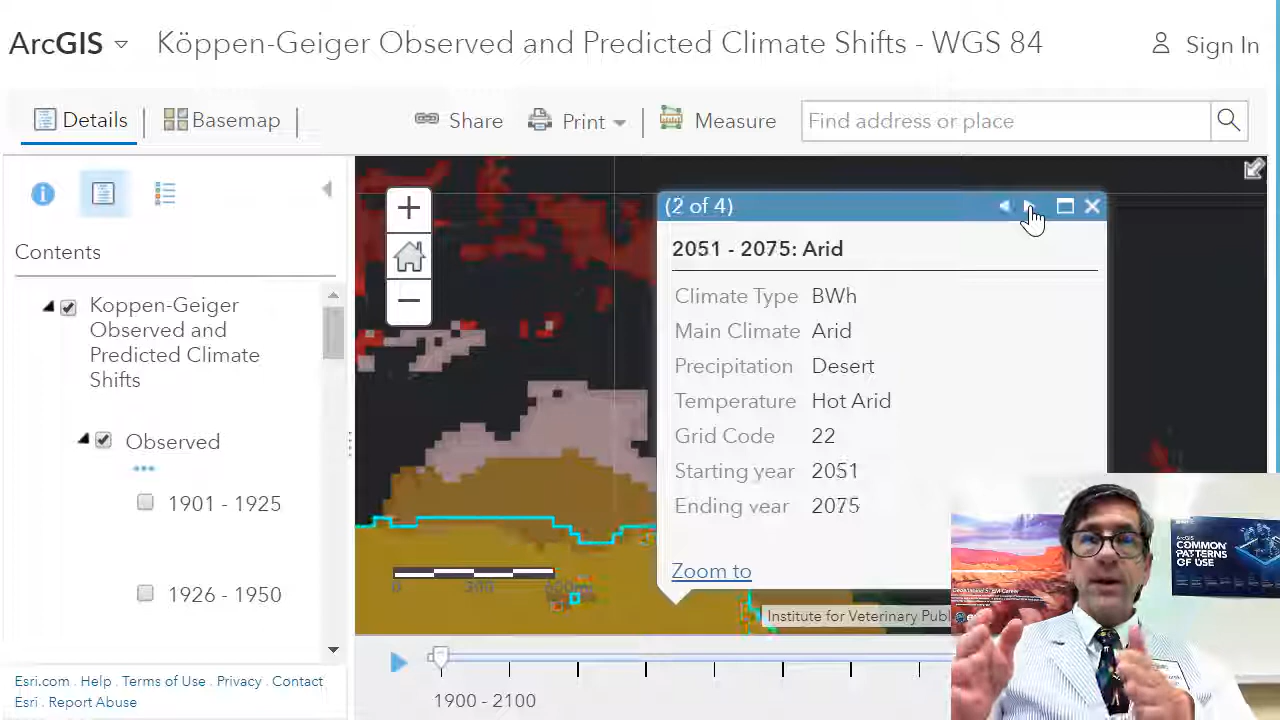 ArcGIS Köppen-Geiger Observed and Predicted Climate Shifts - WGS 84 Sign In
Details Basemap Share Print Measure Find address or place
Contents
Koppen-Geiger
Observed and
Predicted Climate
Shifts
Observed
1901 - 1925
1926 - 1950
Esri.com . Help . Terms of Use . Privacy . Contact
Esri . Report Abuse
(2 of 4)
2051 - 2075: Arid
Climate Type BWh
Main Climate Arid
Precipitation Desert
Temperature Hot Arid
Grid Code 22
Starting year 2051
Ending year 2075
Zoom to
0 300 600mi
Institute for Veterinary Publ
1900 - 2100
ArcGIS
COMMON
PATTERNS
OF USE